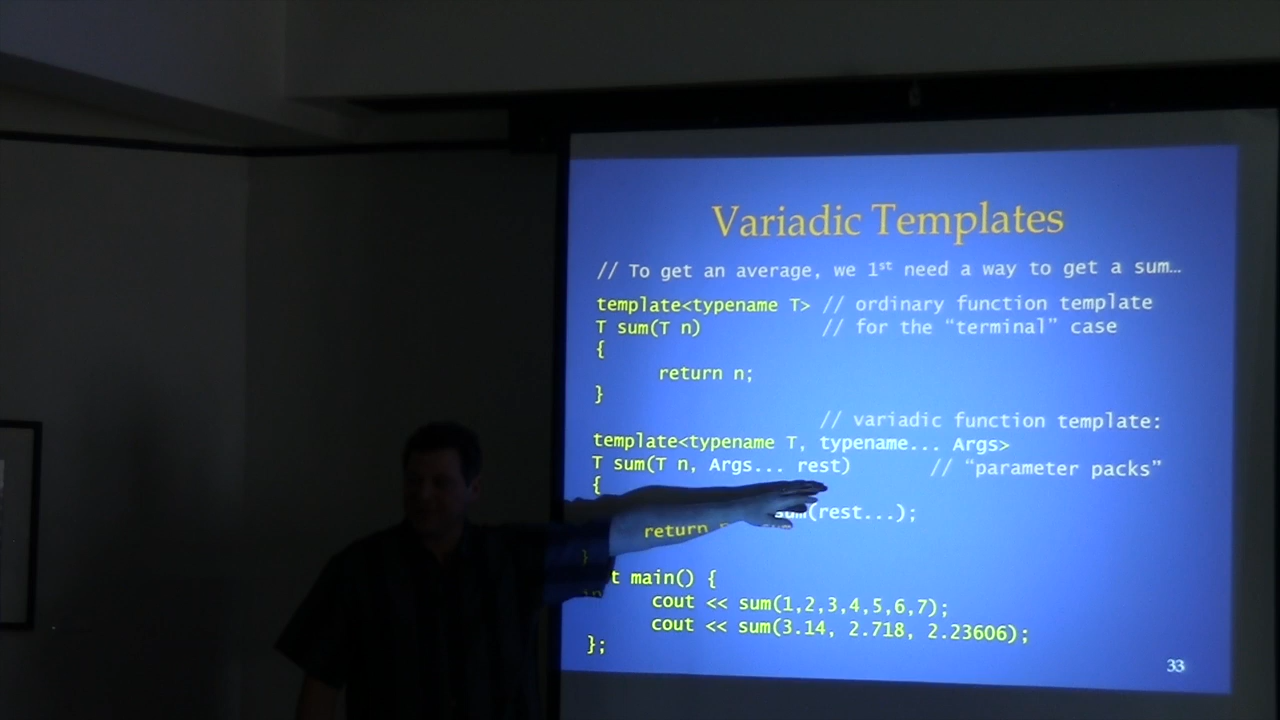 Variadic Templates
// To get an average, we 1st need a way to get a sum…
template<typename T> // ordinary function template
T sum(T n) // for the “terminal” case
{
return n;
}
// variadic function template:
template<typename T, typename... Args>
T sum(T n, Args... rest) // “parameter packs”
{
sum(rest...);
return
}
t main() {
cout << sum(1,2,3,4,5,6,7);
cout << sum(3.14, 2.718, 2.23606);
};
33